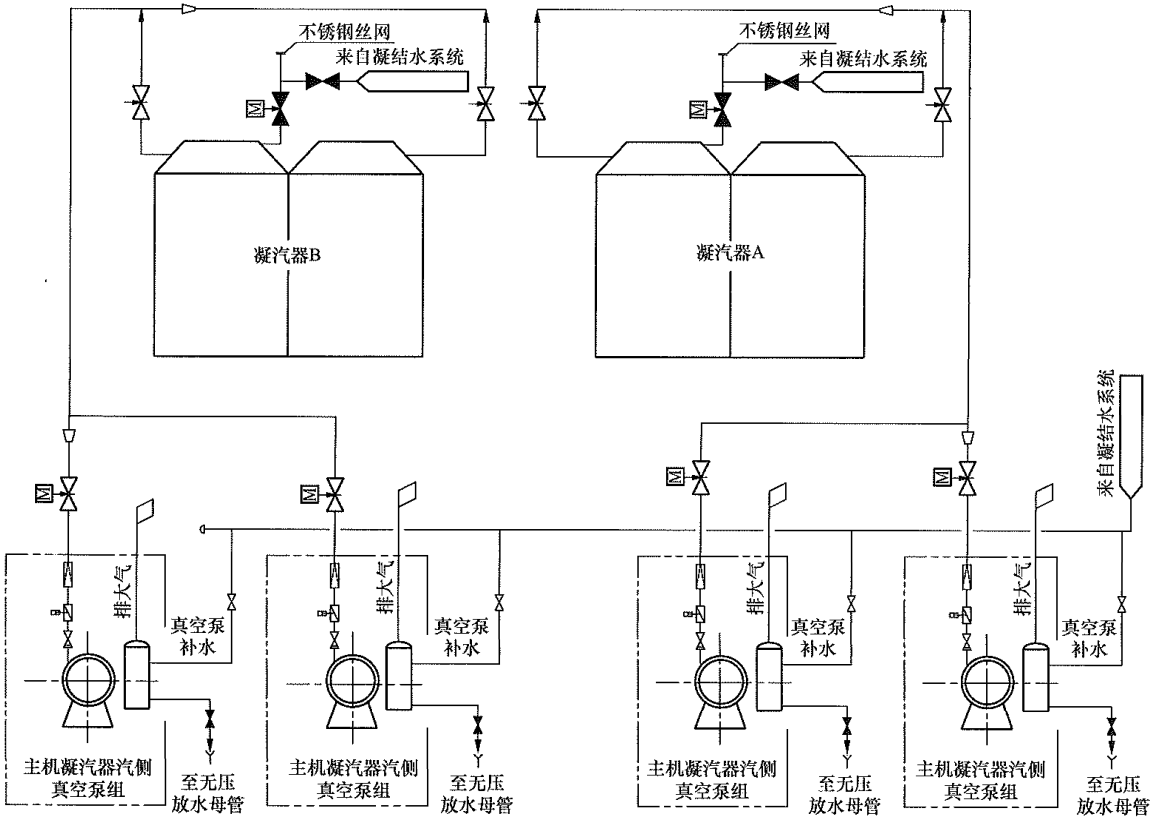 不锈钢丝网
来自凝结水系统
M
不锈钢丝网
来自凝结水系统
M
凝汽器B
凝汽器A
来自凝结水系统
M
M
M
M
排大气
真空泵
补水
排大气
真空泵
补水
排大气
真空泵
补水
排大气
真空泵
补水
主机凝汽器汽侧
真空泵组
至无压
放水母管
主机凝汽器汽侧
真空泵组
至无压
放水母管
主机凝汽器汽侧
真空泵组
至无压
放水母管
主机凝汽器汽侧
真空泵组
至无压
放水母管